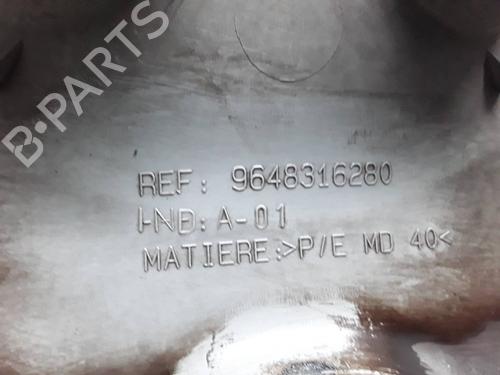 B-PARTS
REF: 9648316280
IND: A-01
MATIERE:>P/E MD 40<